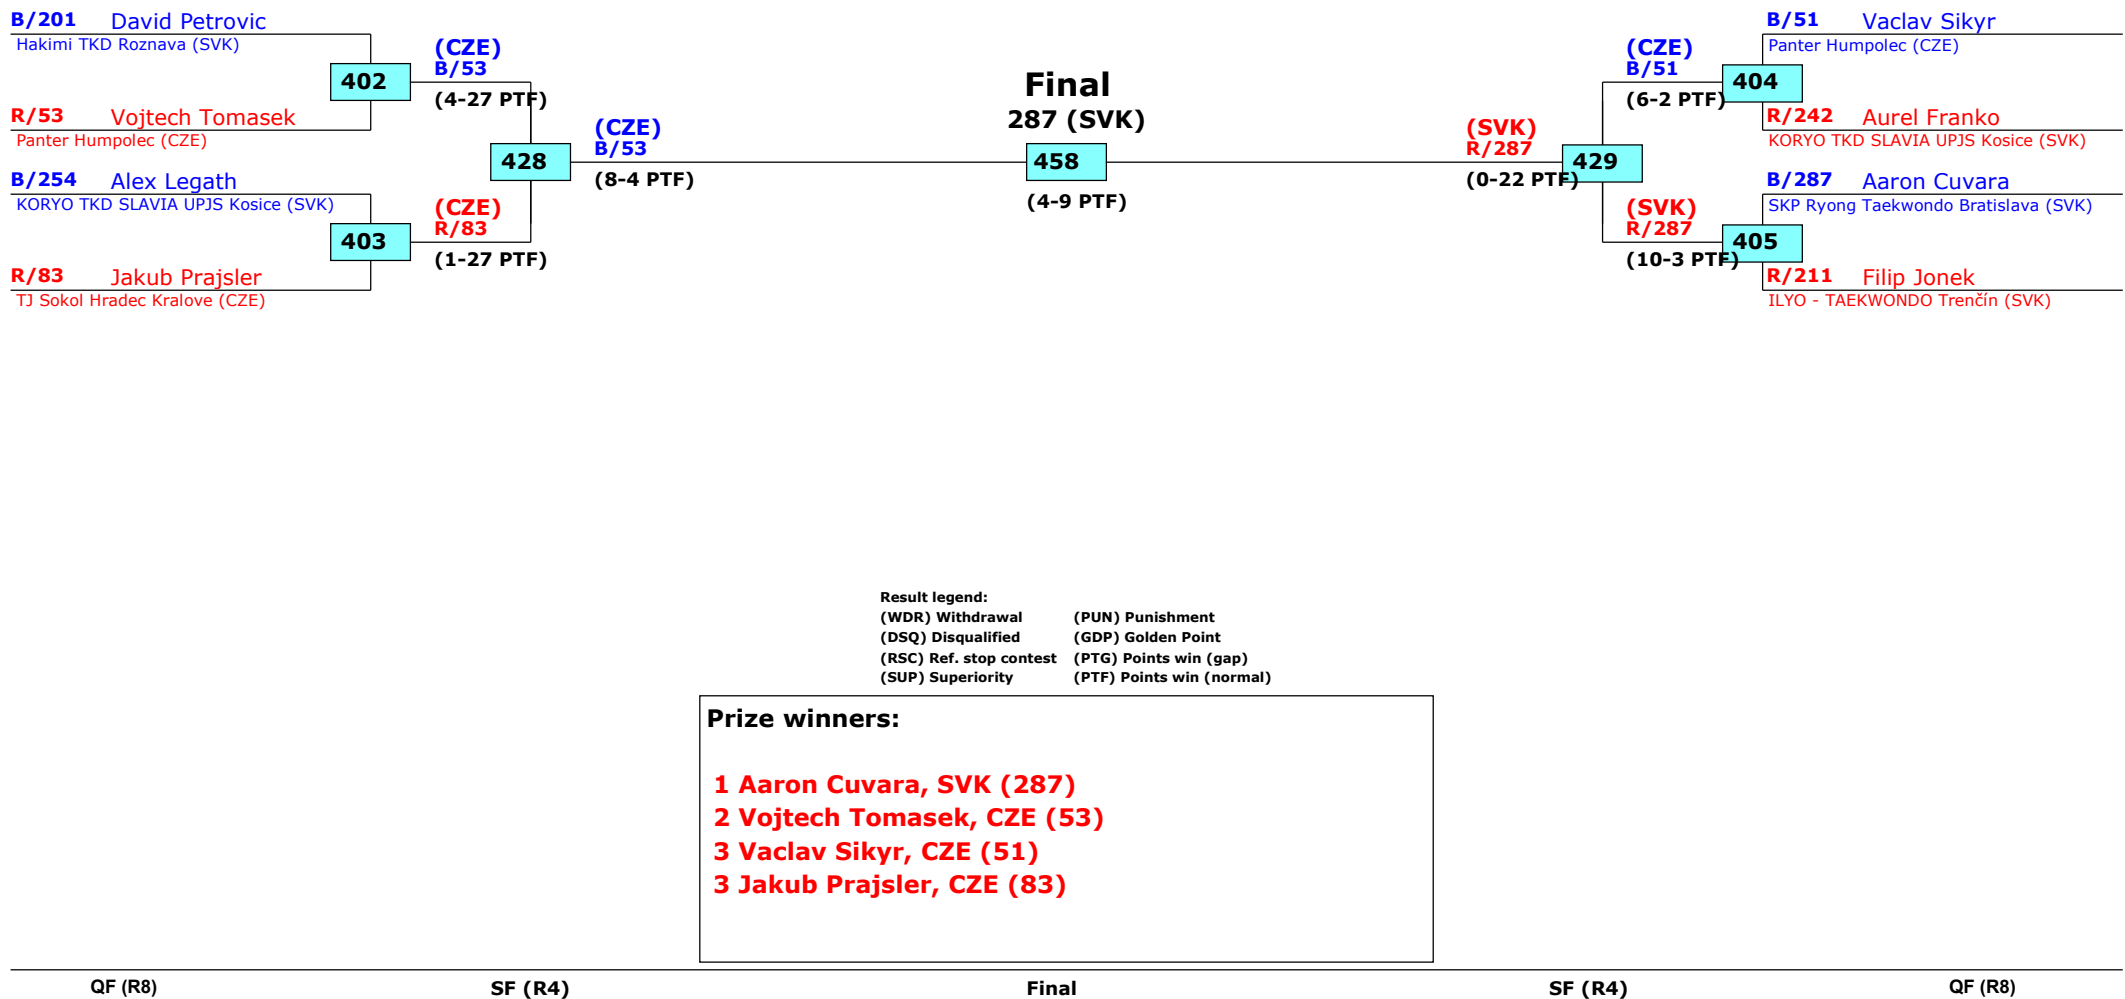 B/201 David Petrovic
Hakimi TKD Roznava (SVK)
402
R/53 Vojtech Tomasek
Panter Humpolec (CZE)
B/254 Alex Legath
KORYO TKD SLAVIA UPJS Kosice (SVK)
403
R/83 Jakub Prajsler
TJ Sokol Hradec Kralove (CZE)
(CZE)
B/53
(4-27 PTF)
428
(CZE)
R/83
(1-27 PTF)
(CZE)
B/53
(8-4 PTF)
Final
287 (SVK)
458
(4-9 PTF)
(SVK)
R/287
(0-22 PTF)
429
(CZE)
B/51
(6-2 PTF)
(SVK)
R/287
(10-3 PTF)
B/51 Vaclav Sikyr
Panter Humpolec (CZE)
404
R/242 Aurel Franko
KORYO TKD SLAVIA UPJS Kosice (SVK)
B/287 Aaron Cuvara
SKP Ryong Taekwondo Bratislava (SVK)
405
R/211 Filip Jonek
ILYO - TAEKWONDO Trenčín (SVK)
Result legend:
(WDR) Withdrawal (PUN) Punishment
(DSQ) Disqualified (GDP) Golden Point
(RSC) Ref. stop contest (PTG) Points win (gap)
(SUP) Superiority (PTF) Points win (normal)
Prize winners:
1 Aaron Cuvara, SVK (287)
2 Vojtech Tomasek, CZE (53)
3 Vaclav Sikyr, CZE (51)
3 Jakub Prajsler, CZE (83)
QF (R8) SF (R4) Final SF (R4) QF (R8)